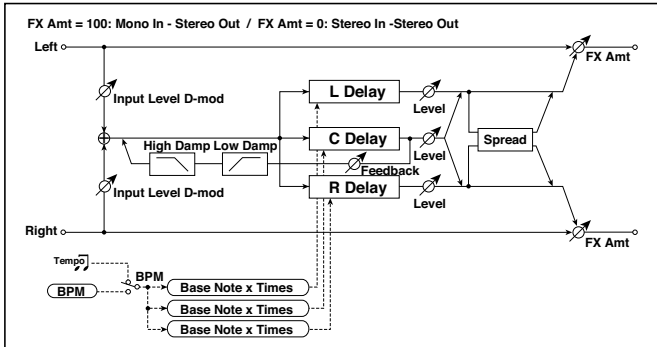 FX Amt = 100: Mono In - Stereo Out / FX Amt = 0: Stereo In -Stereo Out
Left
FX Amt
L Delay
Input Level D-mod
Level
High Damp Low Damp
C Delay
Spread
Feedback
Level
Input Level D-mod
R Delay
Level
Right
FX Amt
Tempo
BPM
BPM
Base Note x Times
Base Note x Times
Base Note x Times